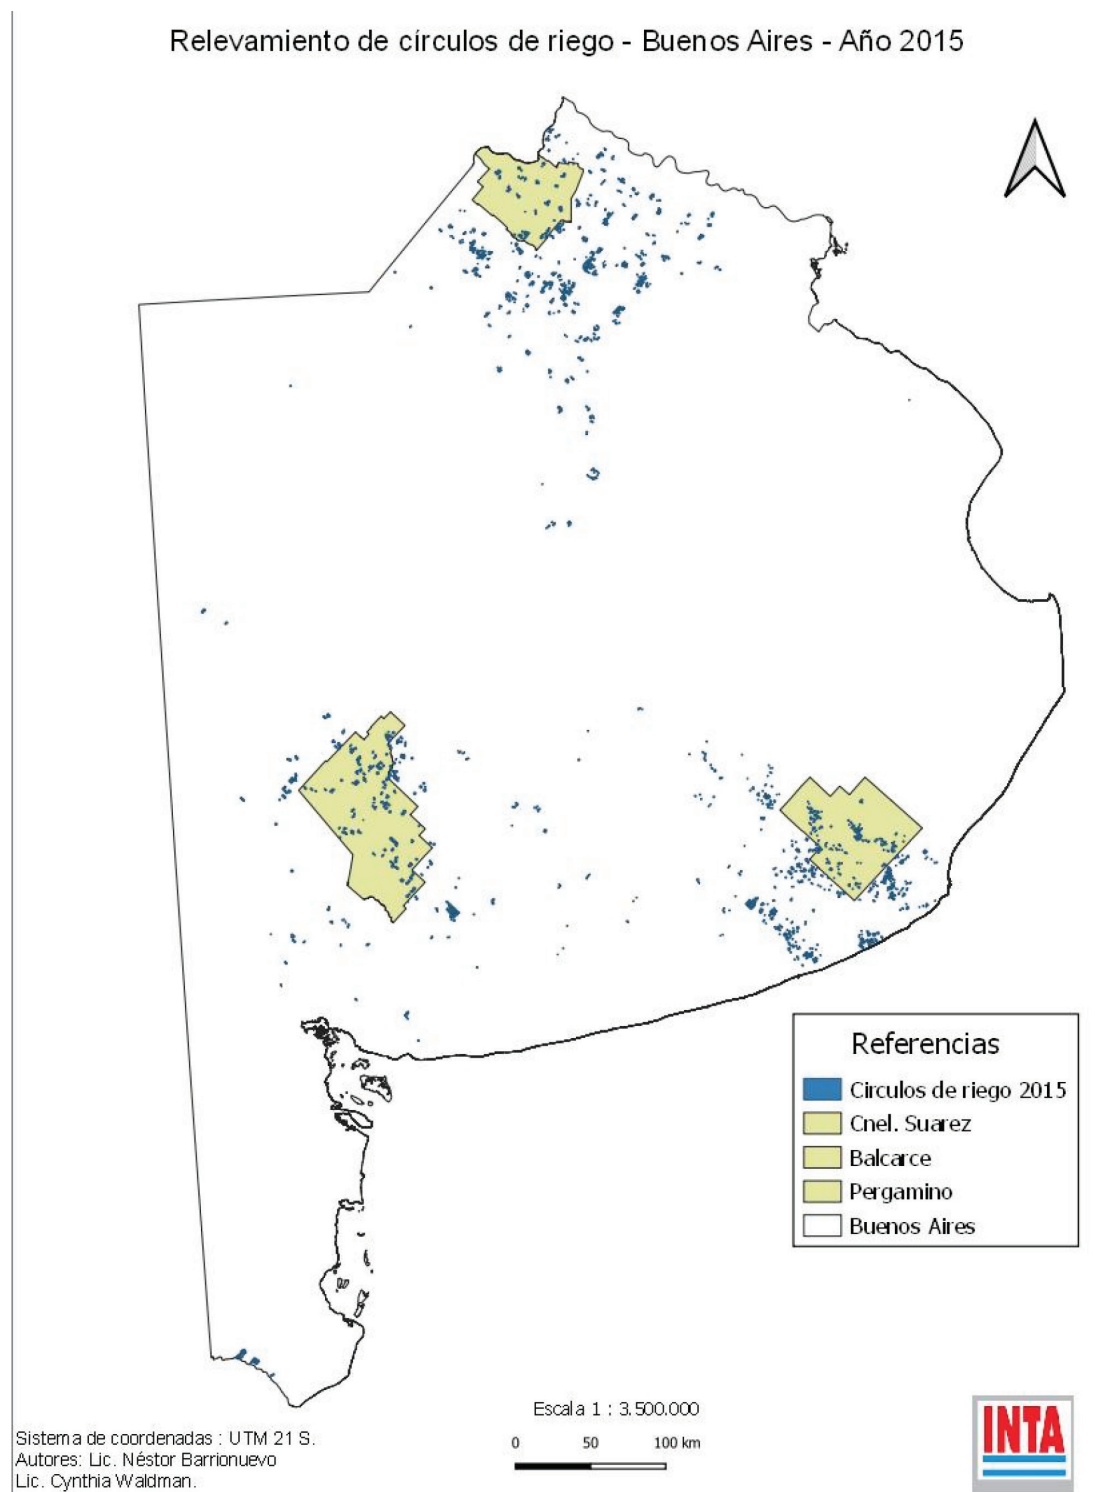 Relevamiento de círculos de riego - Buenos Aires - Año 2015
Referencias
Circulos de riego 2015
Cnel. Suarez
Balcarce
Pergamino
Buenos Aires
Escala 1 : 3.500.000
0 50 100 km
Sistema de coordenadas : UTM 21 S.
Autores: Lic. Néstor Barrionuevo
Lic. Cynthia Waldman.
INTA